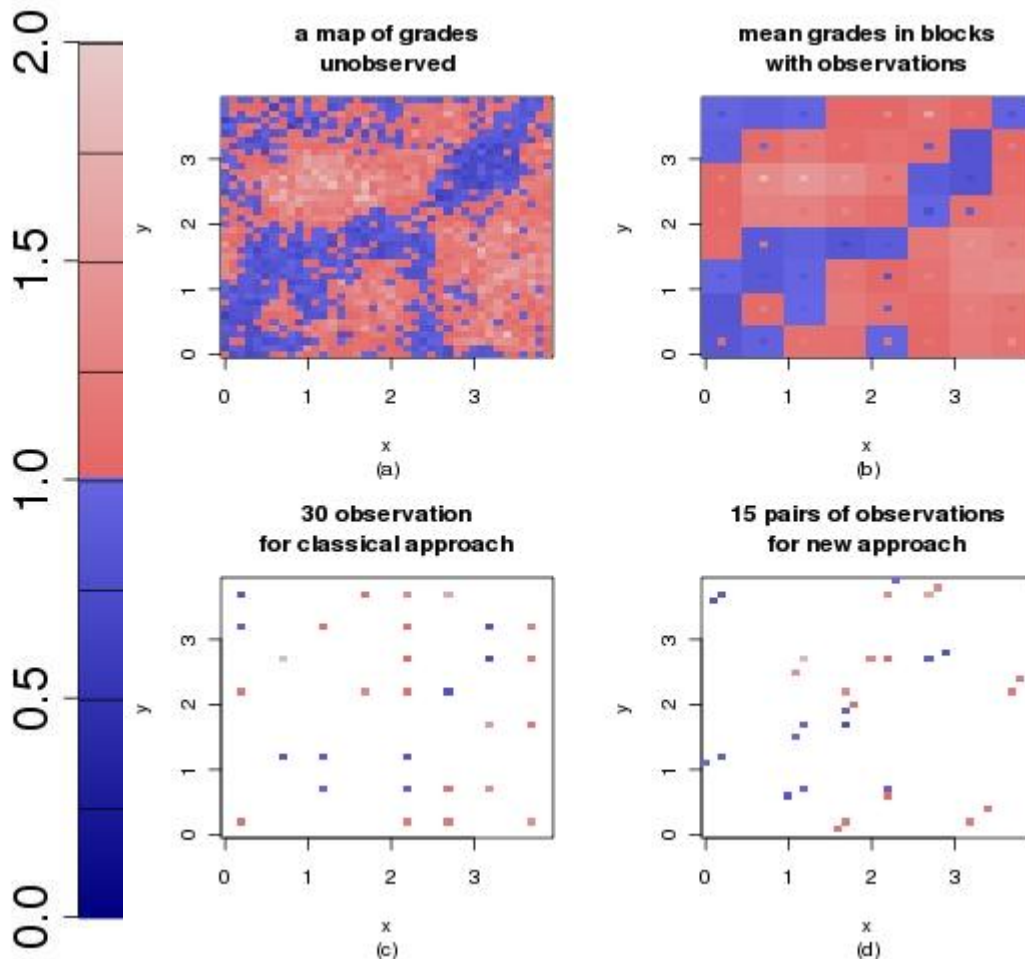 2.0
1.5
1.0
0.5
0.0
a map of grades
unobserved
y
3
2
1
0
0 1 2 3
x
(a)
mean grades in blocks
with observations
y
3
2
1
0
0 1 2 3
x
(b)
30 observation
for classical approach
y
3
2
1
0
0 1 2 3
x
(c)
15 pairs of observations
for new approach
y
3
2
1
0
0 1 2 3
x
(d)